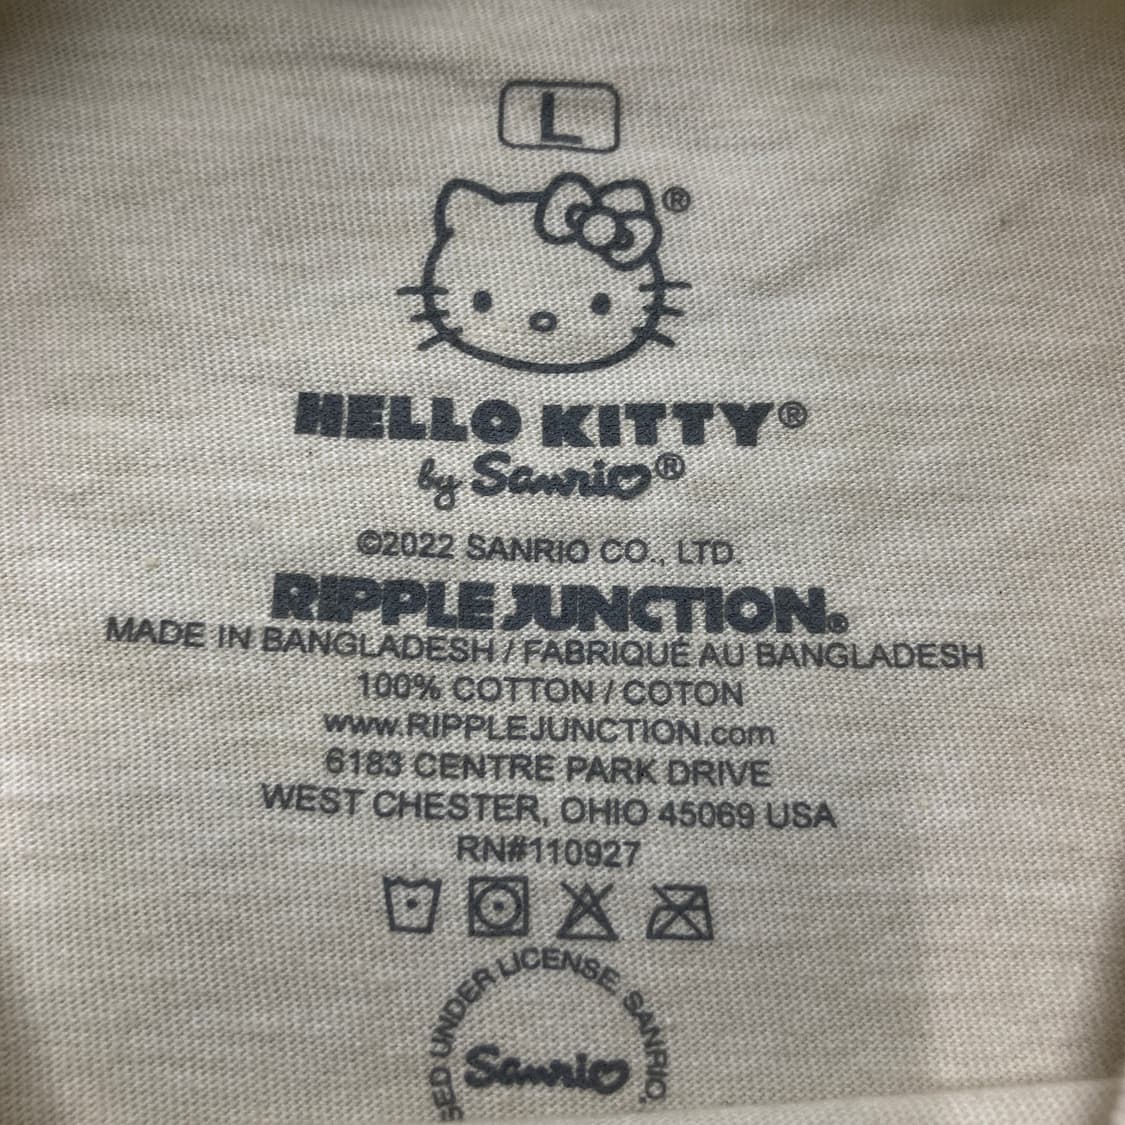 L
®
HELLO KITTY®
by Sanrio®
©2022 SANRIO CO., LTD.
RIPPLE JUNCTION®
MADE IN BANGLADESH / FABRIQUÉ AU BANGLADESH
100% COTTON / COTON
www.RIPPLEJUNCTION.com
6183 CENTRE PARK DRIVE
WEST CHESTER, OHIO 45069 USA
RN#110927
UNDER LICENSE. SANRIO,
Sanrio